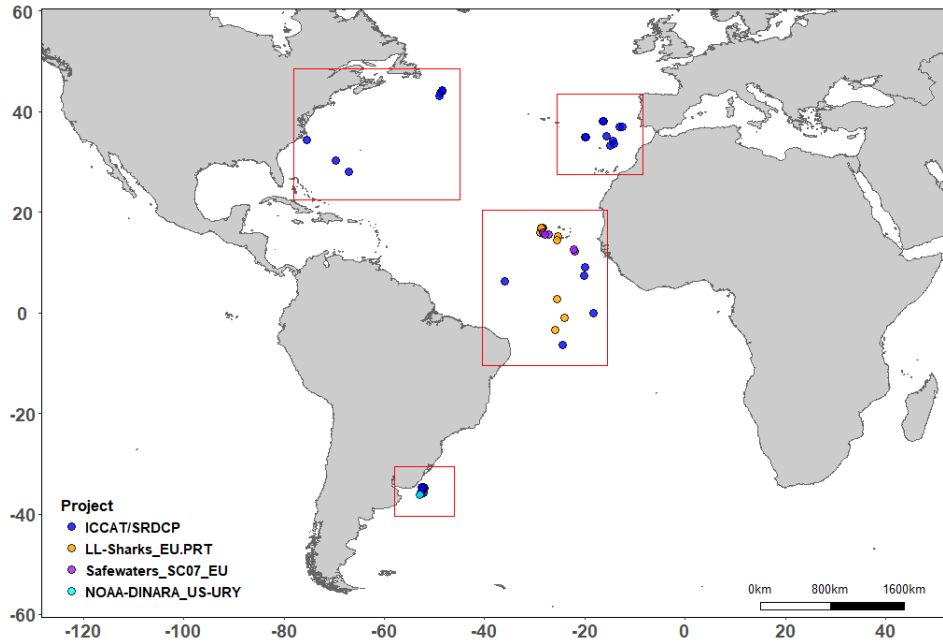 60
40
20
0
-20
-40
-60
Project
ICCAT/SRDCP
LL-Sharks_EU.PRT
Safewaters_SC07_EU
NOAA-DINARA_US-URY
0km 800km 1600km
-120 -100 -80 -60 -40 -20 0 20 40